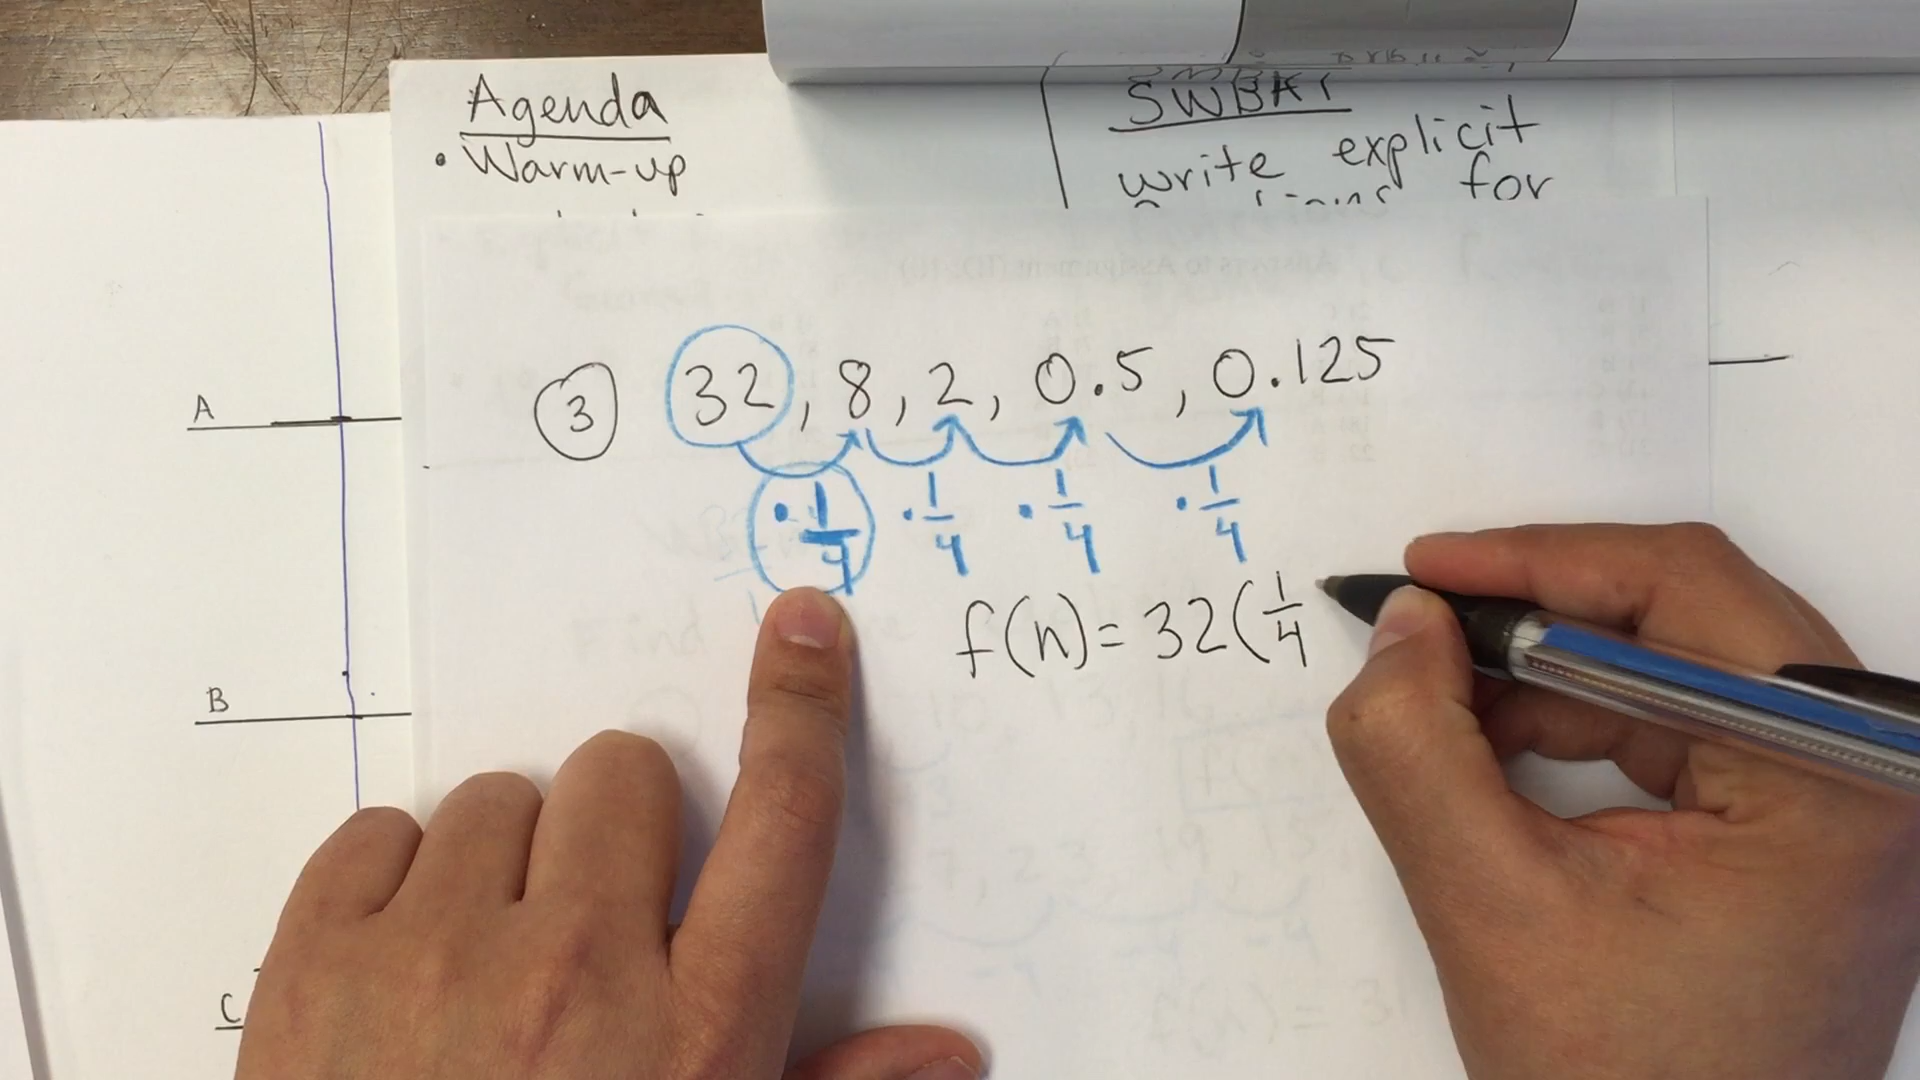 Agenda
• Warm-up
SWBAT
write explicit
for
A
B
C
3 32, 8, 2, 0.5, 0.125
· 1/4 · 1/4 · 1/4 · 1/4
f(n) = 32(1/4